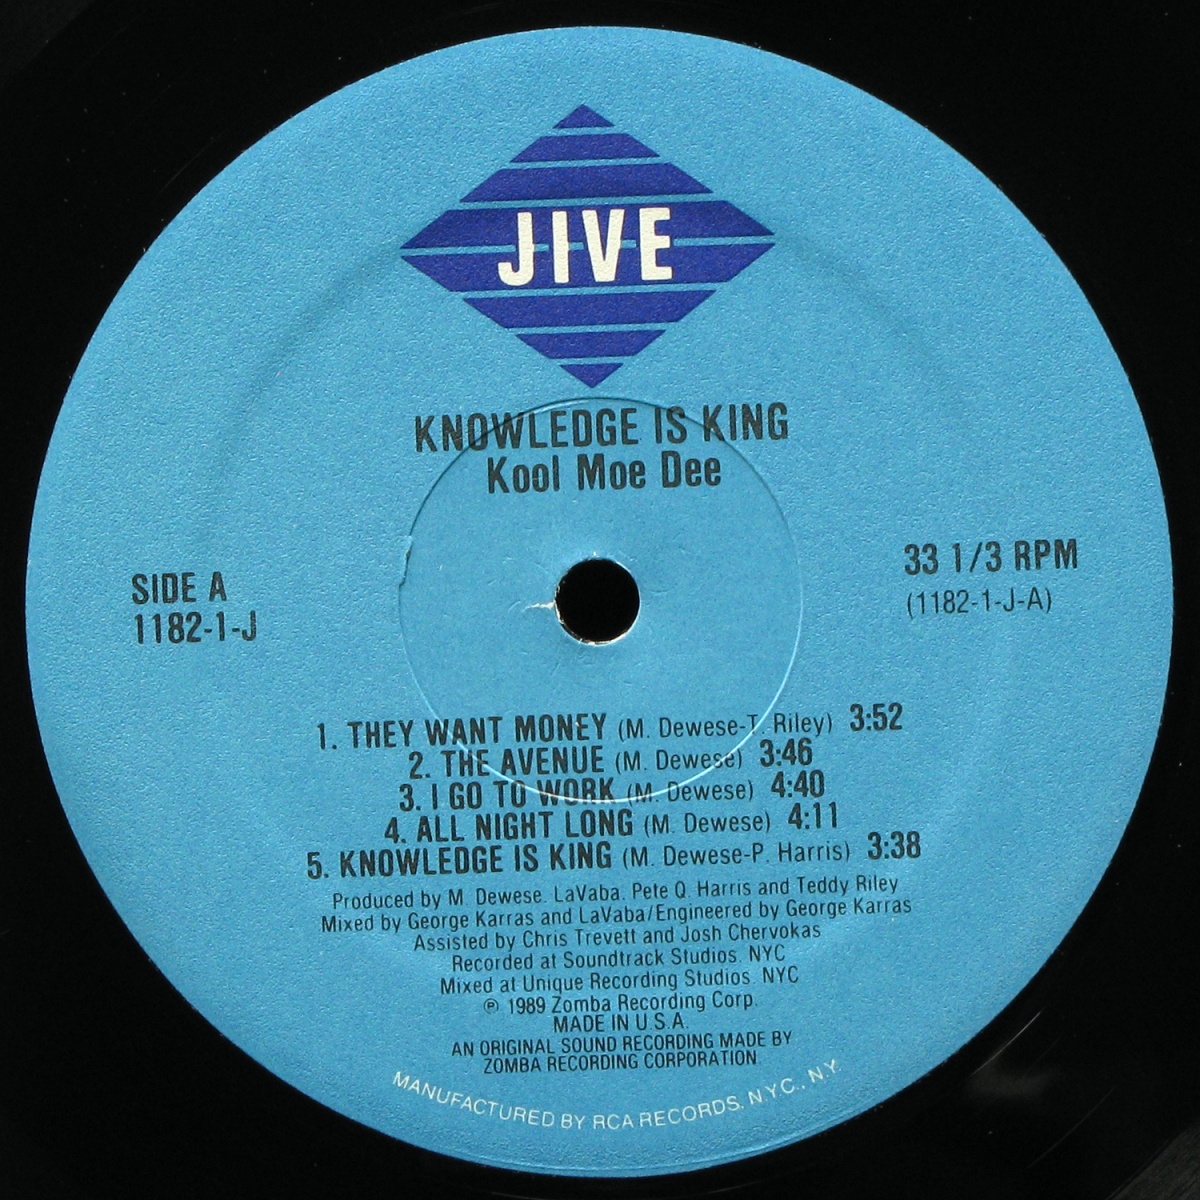 JIVE
KNOWLEDGE IS KING
Kool Moe Dee
SIDE A
1182-1-J
33 1/3 RPM
(1182-1-J-A)
1. THEY WANT MONEY (M. Dewese-T. Riley) 3:52
2. THE AVENUE (M. Dewese) 3:46
3. I GO TO WORK (M. Dewese) 4:40
4. ALL NIGHT LONG (M. Dewese) 4:11
5. KNOWLEDGE IS KING (M. Dewese-P. Harris) 3:38
Produced by M. Dewese, LaVaba, Pete Q. Harris and Teddy Riley
Mixed by George Karras and LaVaba/Engineered by George Karras
Assisted by Chris Trevett and Josh Chervokas
Recorded at Soundtrack Studios, NYC
Mixed at Unique Recording Studios, NYC
℗ 1989 Zomba Recording Corp.
MADE IN U.S.A.
AN ORIGINAL SOUND RECORDING MADE BY
ZOMBA RECORDING CORPORATION
MANUFACTURED BY RCA RECORDS, N.Y.C., N.Y.